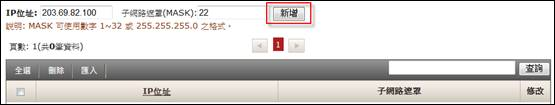 IP位址: 203.69.82.100 子網路遮罩(MASK): 22 新增
說明: MASK 可使用數字 1~32 或 255.255.255.0 之格式。
頁數: 1(共0筆資料) 1
全選 | 刪除 | 匯入 查詢
IP位址 子網路遮罩 修改